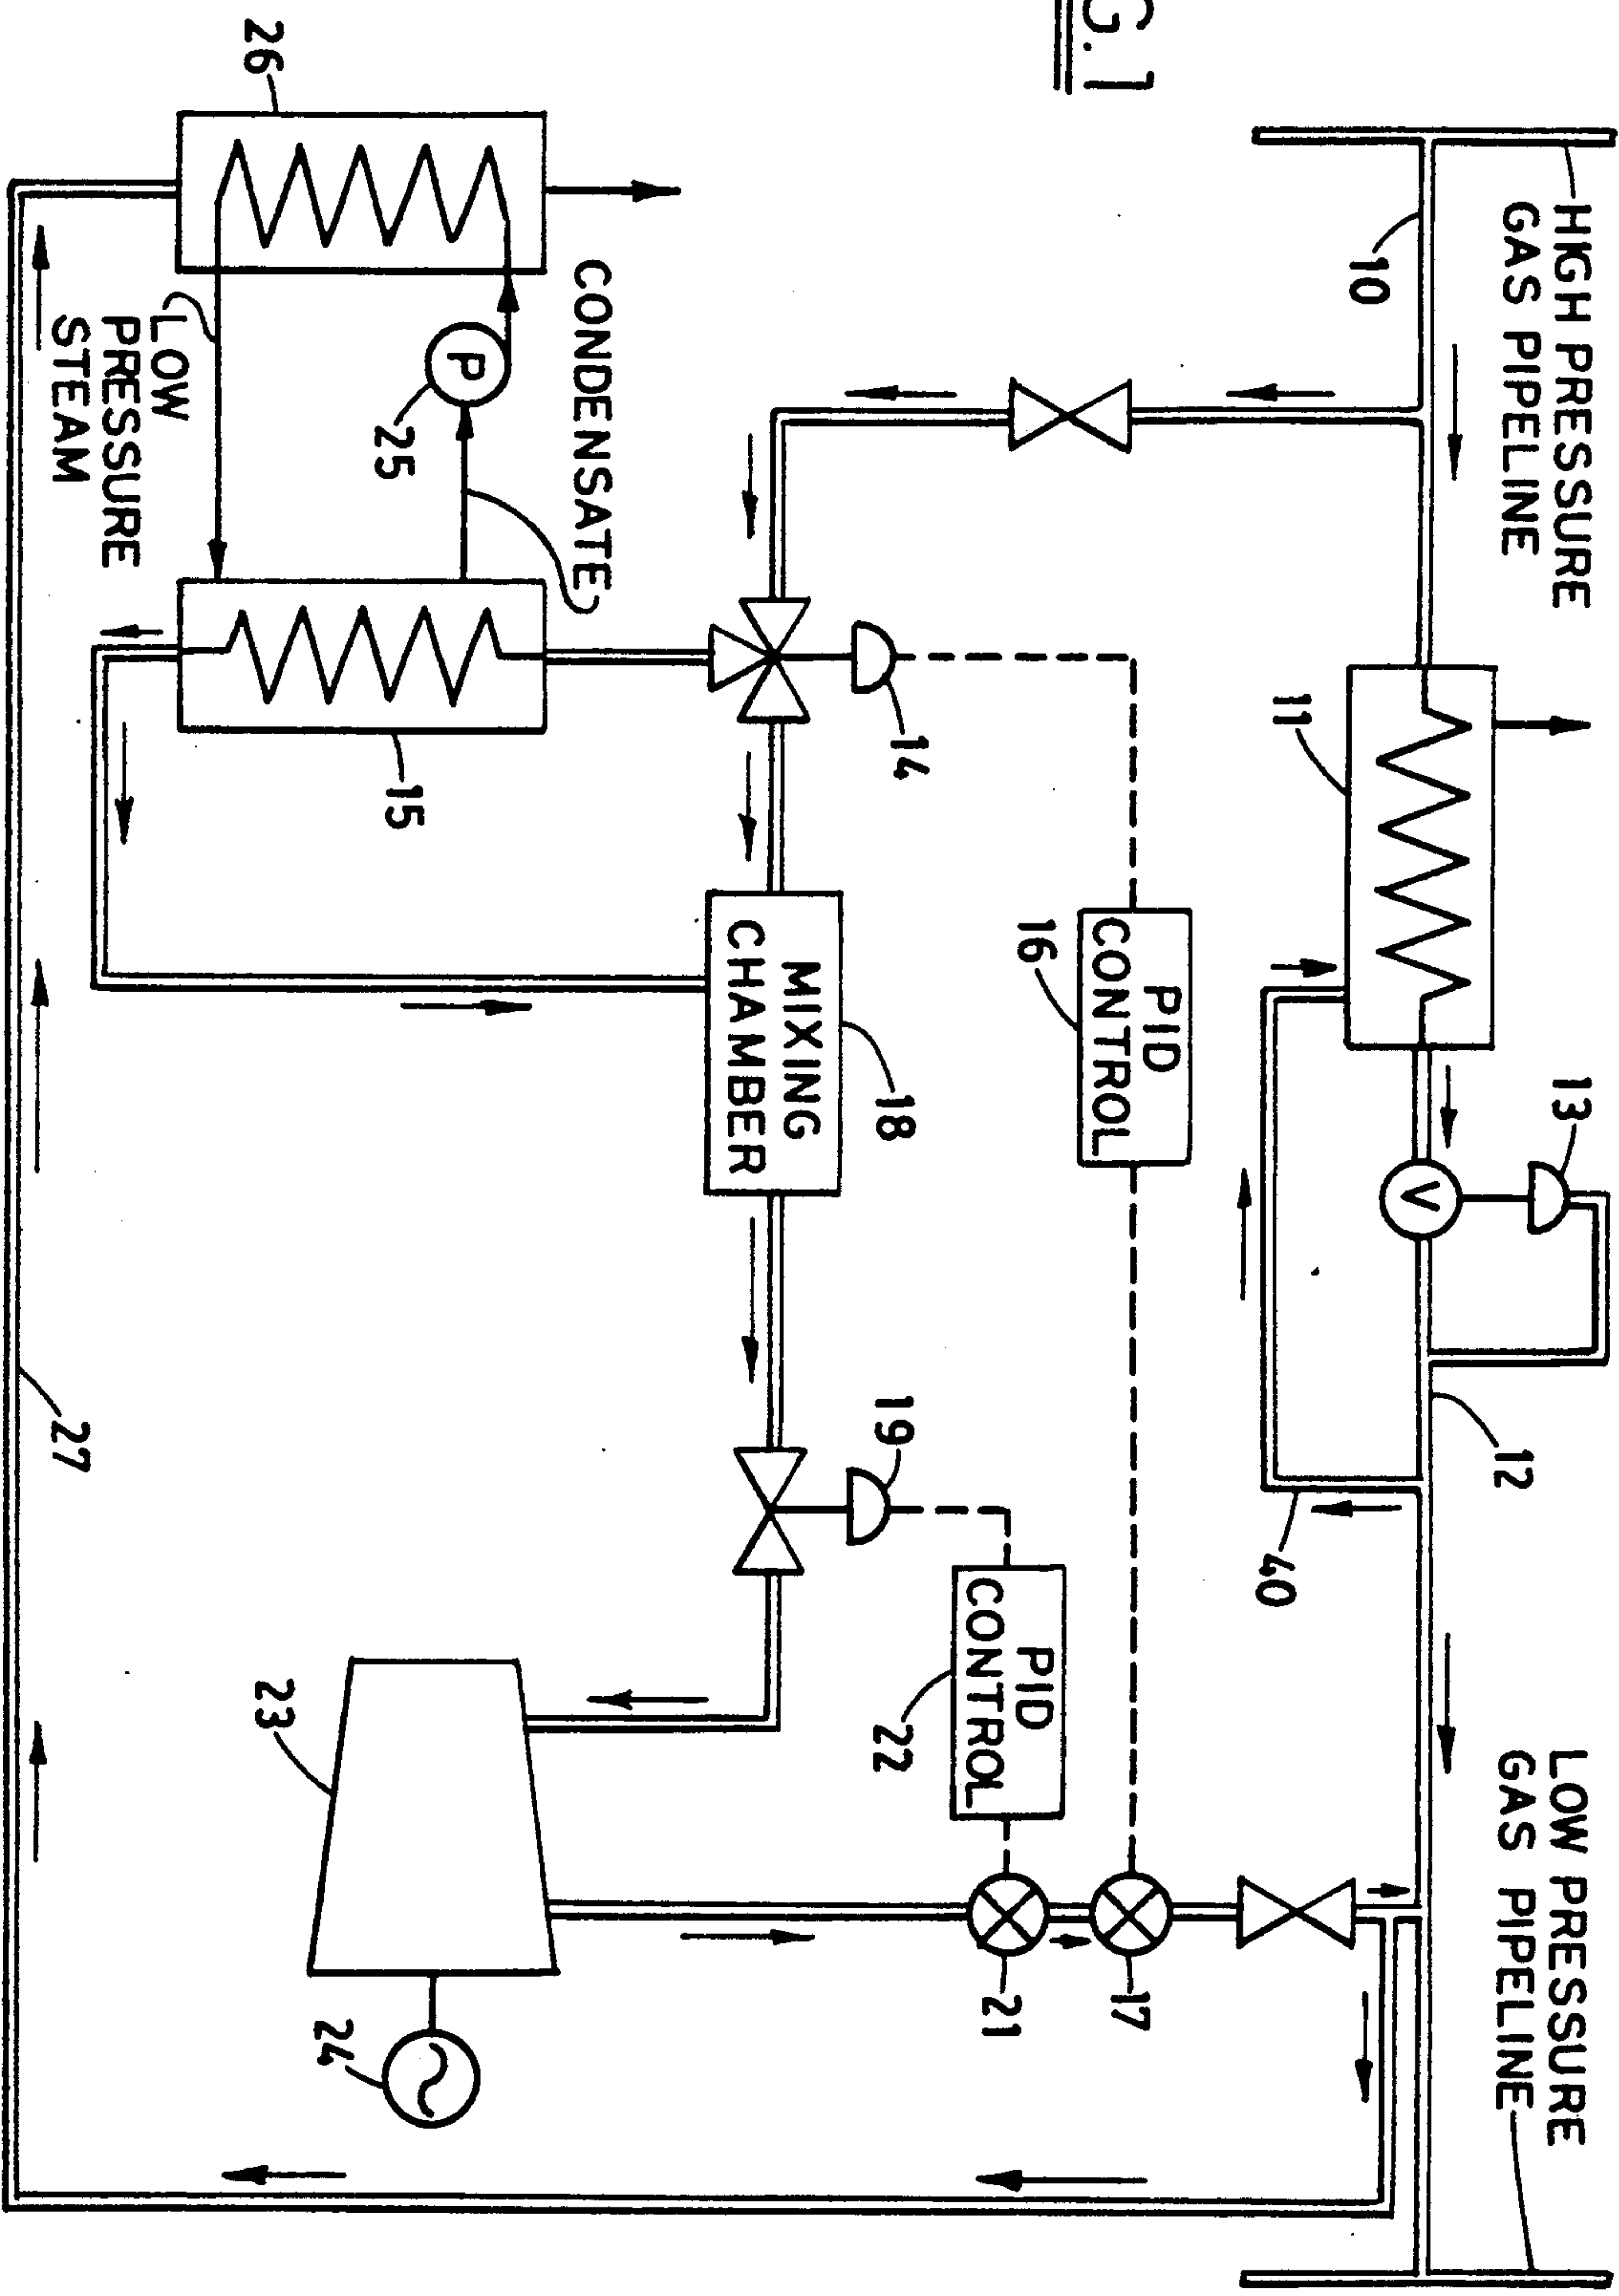 HIGH PRESSURE
GAS PIPELINE
10
11
13
12
40
LOW PRESSURE
GAS PIPELINE
14
PID
CONTROL
16
MIXING
CHAMBER
18
19
PID
CONTROL
22
17
21
23
24
CONDENSATE
P
25
26
15
LOW
PRESSURE
STEAM
27
V
G.1